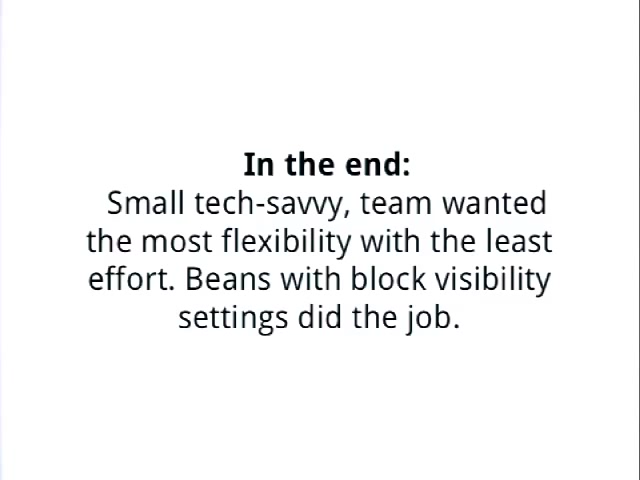 In the end:
Small tech-savvy, team wanted
the most flexibility with the least
effort. Beans with block visibility
settings did the job.